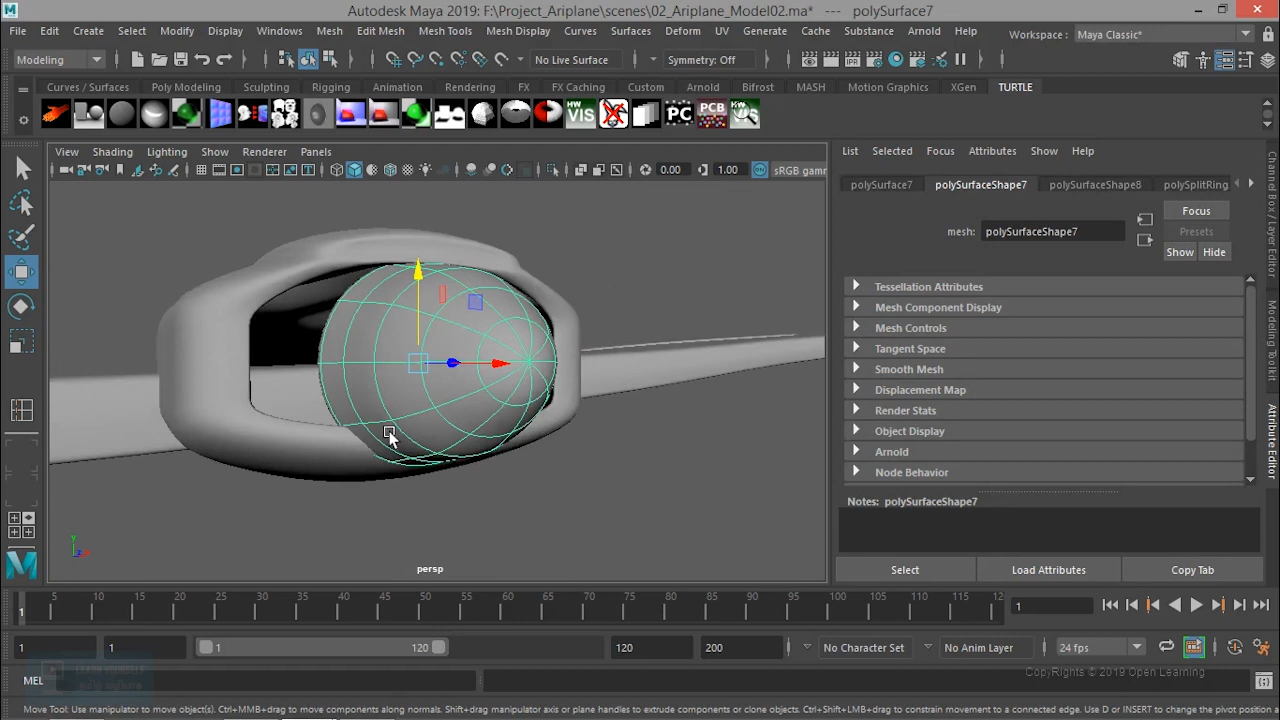 Autodesk Maya 2019: F:\Project_Ariplane\scenes\02_Ariplane_Model02.ma* --- polySurface7
File Edit Create Select Modify Display Windows Mesh Edit Mesh Mesh Tools Mesh Display Curves Surfaces Deform UV Generate Cache Substance Arnold Help Workspace: Maya Classic*
Modeling No Live Surface Symmetry: Off
Curves / Surfaces Poly Modeling Sculpting Rigging Animation Rendering FX FX Caching Custom Arnold Bifrost MASH Motion Graphics XGen TURTLE
HW VIS PC PCB HW
View Shading Lighting Show Renderer Panels
0.00 1.00 sRGB gamm
List Selected Focus Attributes Show Help
polySurface7 polySurfaceShape7 polySurfaceShape8 polySplitRing
Focus
mesh: polySurfaceShape7
Presets
Show Hide
Tessellation Attributes
Mesh Component Display
Mesh Controls
Tangent Space
Smooth Mesh
Displacement Map
Render Stats
Object Display
Arnold
Node Behavior
Notes: polySurfaceShape7
Select Load Attributes Copy Tab
Channel Box / Layer Editor
Attribute Editor
y
z
persp
1 5 10 15 20 25 30 35 40 45 50 55 60 65 70 75 80 85 90 95 100 105 110 115 12 1
1 1 1 120 120 200 No Character Set No Anim Layer 24 fps
MEL
CopyRights © 2019 Open Learning
Move Tool: Use manipulator to move object(s). Ctrl+MMB+drag to move components along normals. Shift+drag manipulator axis or plane handles to extrude components or clone objects. Ctrl+Shift+LMB+drag to constrain movement to a connected edge. Use D or INSERT to change the pivot position a